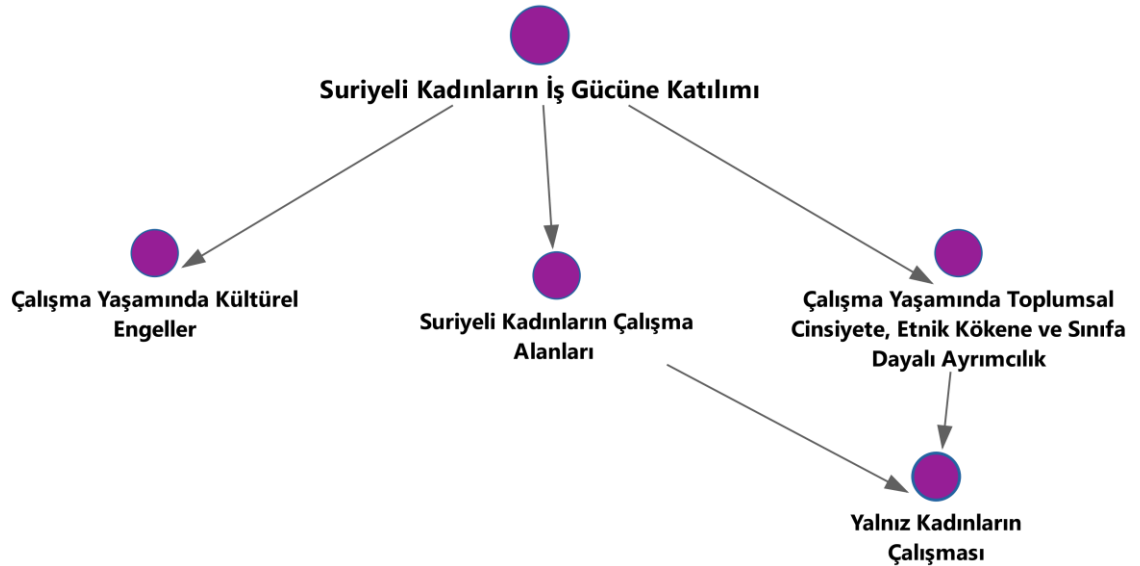 Suriyeli Kadınların İş Gücüne Katılımı
Çalışma Yaşamında Kültürel
Engeller
Suriyeli Kadınların Çalışma
Alanları
Çalışma Yaşamında Toplumsal
Cinsiyete, Etnik Kökene ve Sınıfa
Dayalı Ayrımcılık
Yalnız Kadınların
Çalışması